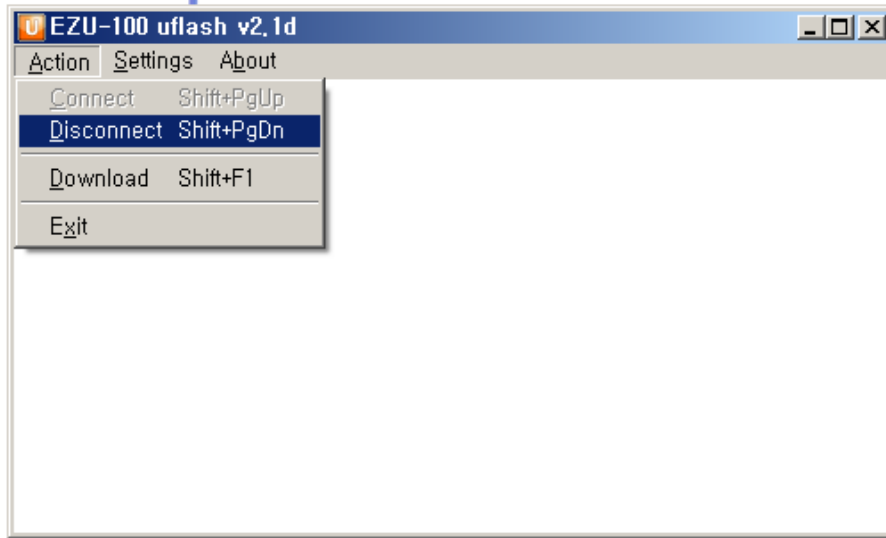 U EZU-100 uflash v2.1d
Action Settings About
Connect Shift+PgUp
Disconnect Shift+PgDn
Download Shift+F1
Exit